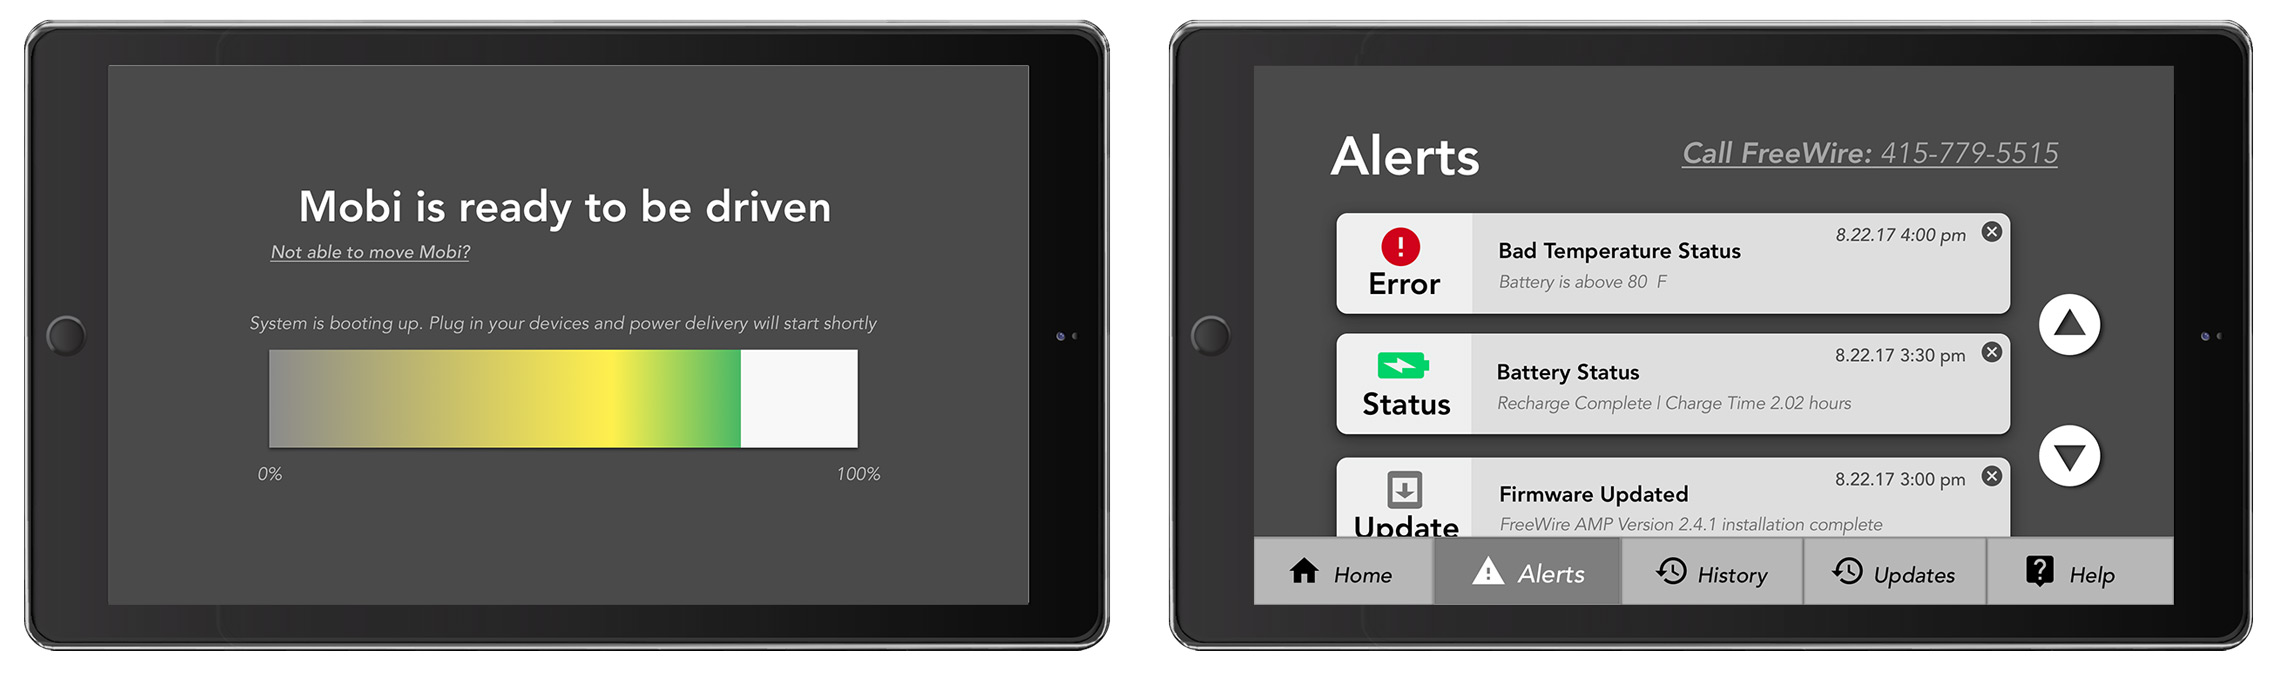 Mobi is ready to be driven
Not able to move Mobi?
System is booting up. Plug in your devices and power delivery will start shortly
0% 100%
Alerts
Call FreeWire: 415-779-5515
Error
Bad Temperature Status
8.22.17 4:00 pm
Battery is above 80 F
Status
Battery Status
8.22.17 3:30 pm
Recharge Complete | Charge Time 2.02 hours
Update
Firmware Updated
8.22.17 3:00 pm
FreeWire AMP Version 2.4.1 installation complete
Home Alerts History Updates Help